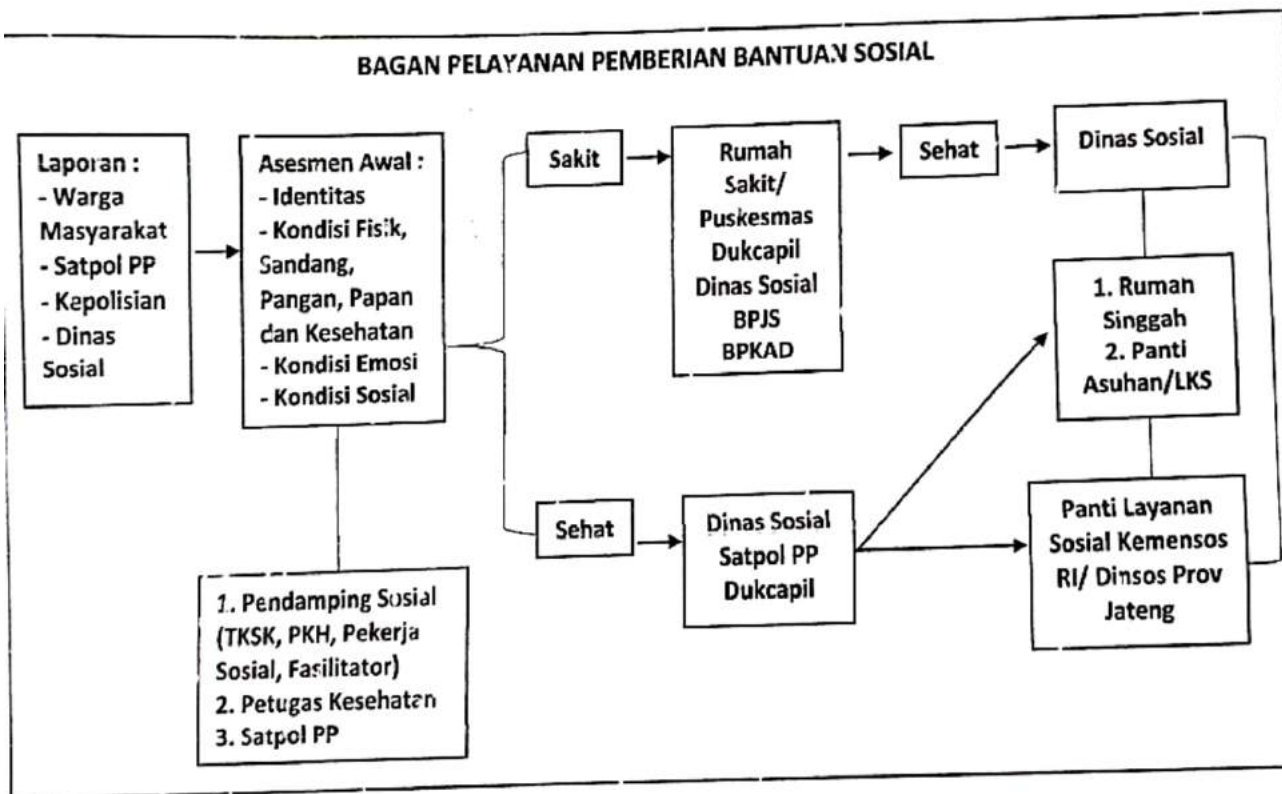 BAGAN PELAYANAN PEMBERIAN BANTUAN SOSIAL
Laporan :
- Warga
Masyarakat
- Satpol PP
- Kepolisian
- Dinas
Sosial
Asesmen Awal :
- Identitas
- Kondisi Fisik,
Sandang,
Pangan, Papan
dan Kesehatan
- Kondisi Emosi
- Kondisi Sosial
1. Pendamping Sosial
(TKSK, PKH, Pekerja
Sosial, Fasilitator)
2. Petugas Kesehatan
3. Satpol PP
Sakit
Rumah
Sakit/
Puskesmas
Dukcapil
Dinas Sosial
BPJS
BPKAD
Sehat
Dinas Sosial
1. Rumah
Singgah
2. Panti
Asuhan/LKS
Sehat
Dinas Sosial
Satpol PP
Dukcapil
Panti Layanan
Sosial Kemensos
RI/ Dinsos Prov
Jateng